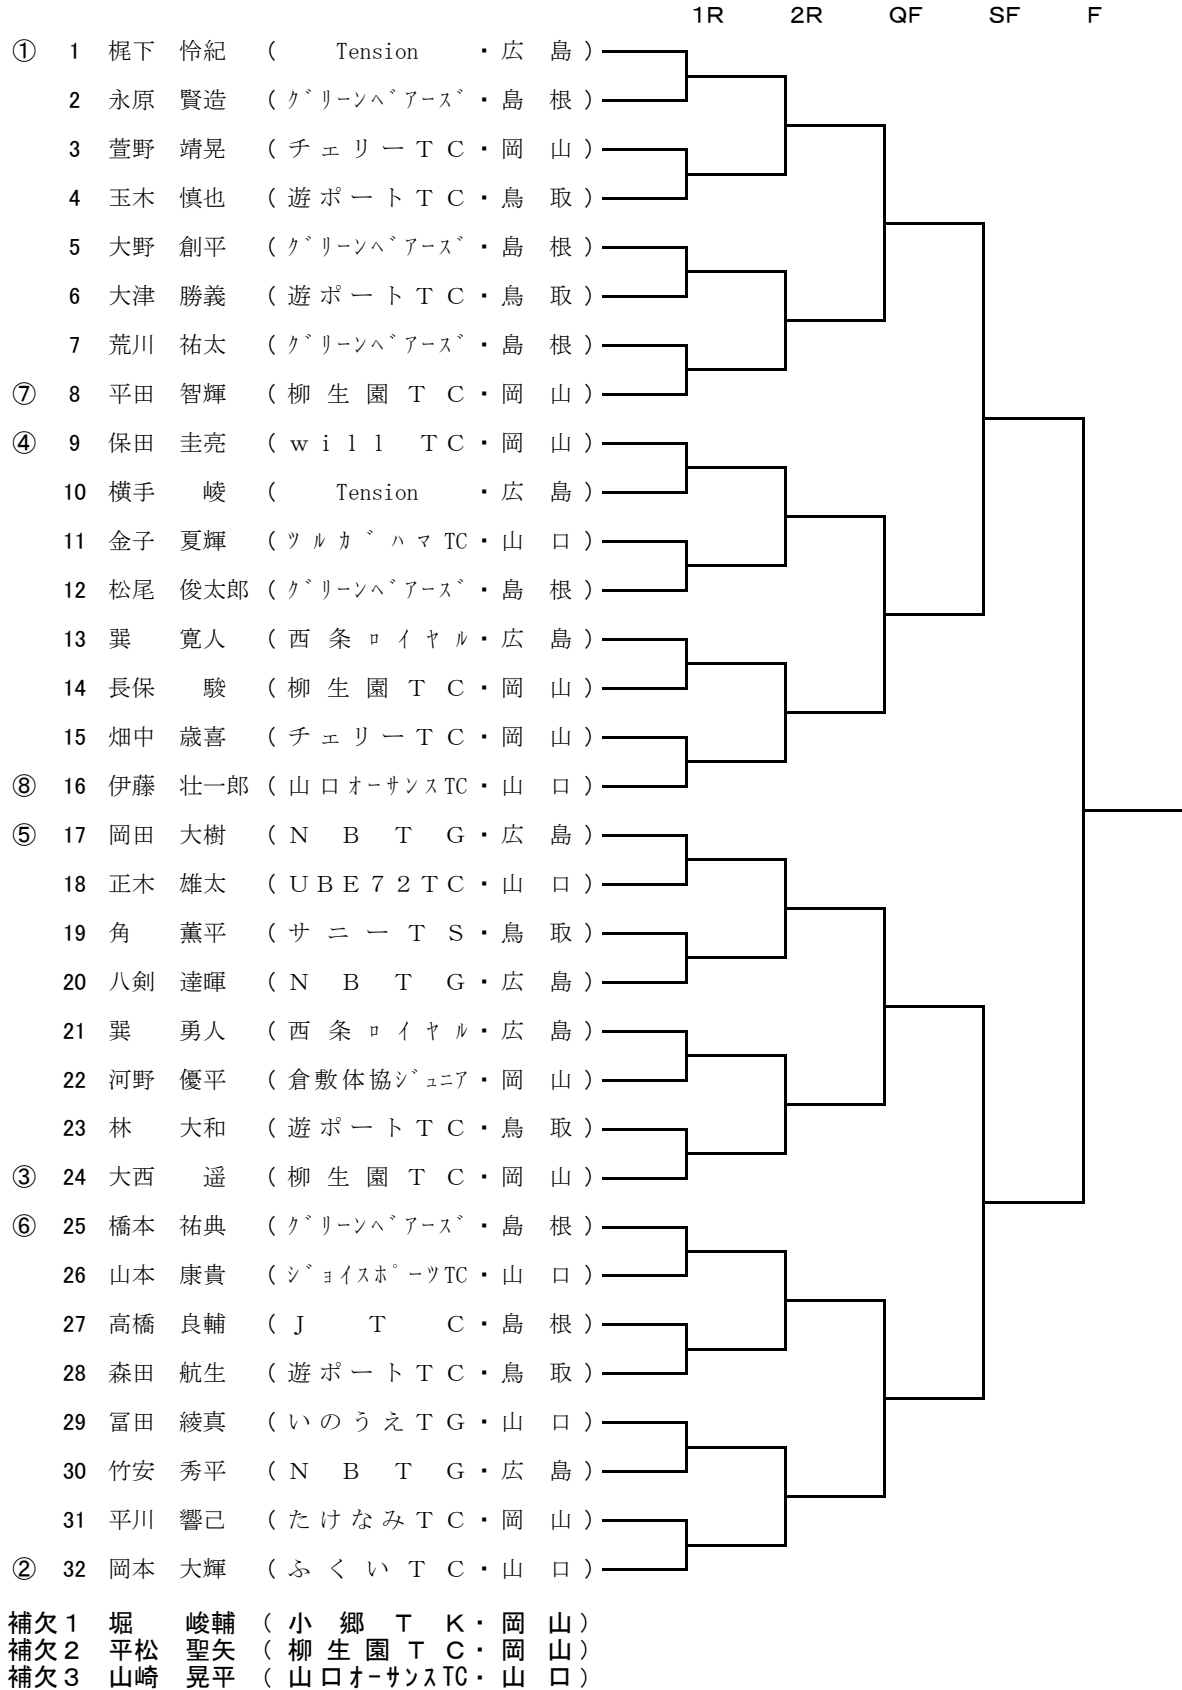 1R 2R QF SF F
① 1 梶下 怜紀 ( Tension ・広 島)
2 永原 賢造 (グリーンベアーズ・島 根)
3 萱野 靖晃 (チェリーTC・岡 山)
4 玉木 慎也 (遊ポートTC・鳥 取)
5 大野 創平 (グリーンベアーズ・島 根)
6 大津 勝義 (遊ポートTC・鳥 取)
7 荒川 祐太 (グリーンベアーズ・島 根)
⑦ 8 平田 智輝 (柳生園TC・岡 山)
④ 9 保田 圭亮 (will TC・岡 山)
10 横手 崚 ( Tension ・広 島)
11 金子 夏輝 (ツルガハマTC・山 口)
12 松尾 俊太郎 (グリーンベアーズ・島 根)
13 巽 寛人 (西条ロイヤル・広 島)
14 長保 駿 (柳生園TC・岡 山)
15 畑中 歳喜 (チェリーTC・岡 山)
⑧ 16 伊藤 壮一郎 (山口オーサンスTC・山 口)
⑤ 17 岡田 大樹 (NBTG・広 島)
18 正木 雄太 (UBE72TC・山 口)
19 角 薫平 (サニーTS・鳥 取)
20 八剣 達暉 (NBTG・広 島)
21 巽 勇人 (西条ロイヤル・広 島)
22 河野 優平 (倉敷体協ジュニア・岡 山)
23 林 大和 (遊ポートTC・鳥 取)
③ 24 大西 遥 (柳生園TC・岡 山)
⑥ 25 橋本 祐典 (グリーンベアーズ・島 根)
26 山本 康貴 (ジョイスポーツTC・山 口)
27 高橋 良輔 (JTC・島 根)
28 森田 航生 (遊ポートTC・鳥 取)
29 冨田 綾真 (いのうえTG・山 口)
30 竹安 秀平 (NBTG・広 島)
31 平川 響己 (たけなみTC・岡 山)
② 32 岡本 大輝 (ふくいTC・山 口)
補欠1 堀 峻輔 (小郷TK・岡 山)
補欠2 平松 聖矢 (柳生園TC・岡 山)
補欠3 山崎 晃平 (山口オーサンスTC・山 口)